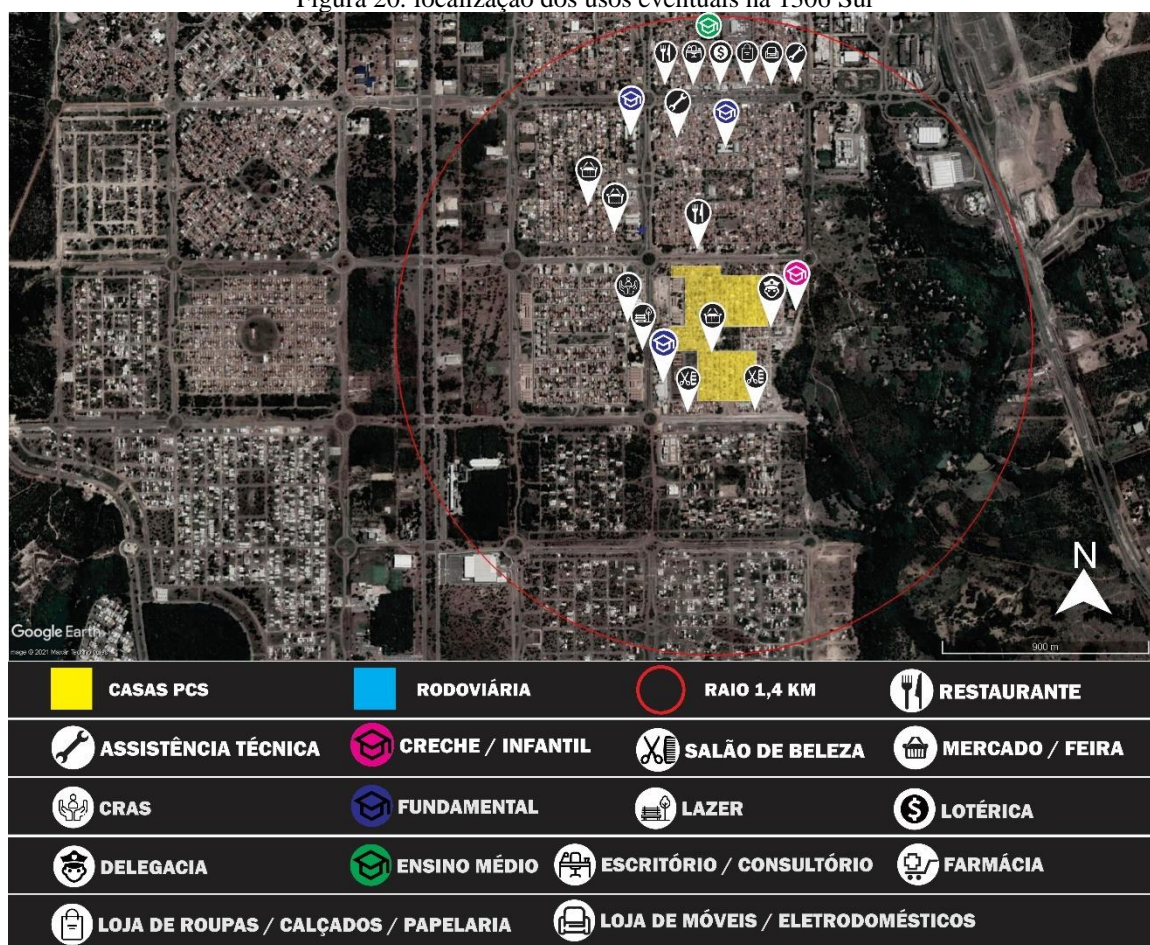 Figura 20: localização dos usos eventuais na 1306 Sul
N
Google Earth
900 m
CASAS PCS
RODOVIÁRIA
RAIO 1,4 KM
RESTAURANTE
ASSISTÊNCIA TÉCNICA
CRECHE / INFANTIL
SALÃO DE BELEZA
MERCADO / FEIRA
CRAS
FUNDAMENTAL
LAZER
LOTÉRICA
DELEGACIA
ENSINO MÉDIO
ESCRITÓRIO / CONSULTÓRIO
FARMÁCIA
LOJA DE ROUPAS / CALÇADOS / PAPELARIA
LOJA DE MÓVEIS / ELETRODOMÉSTICOS